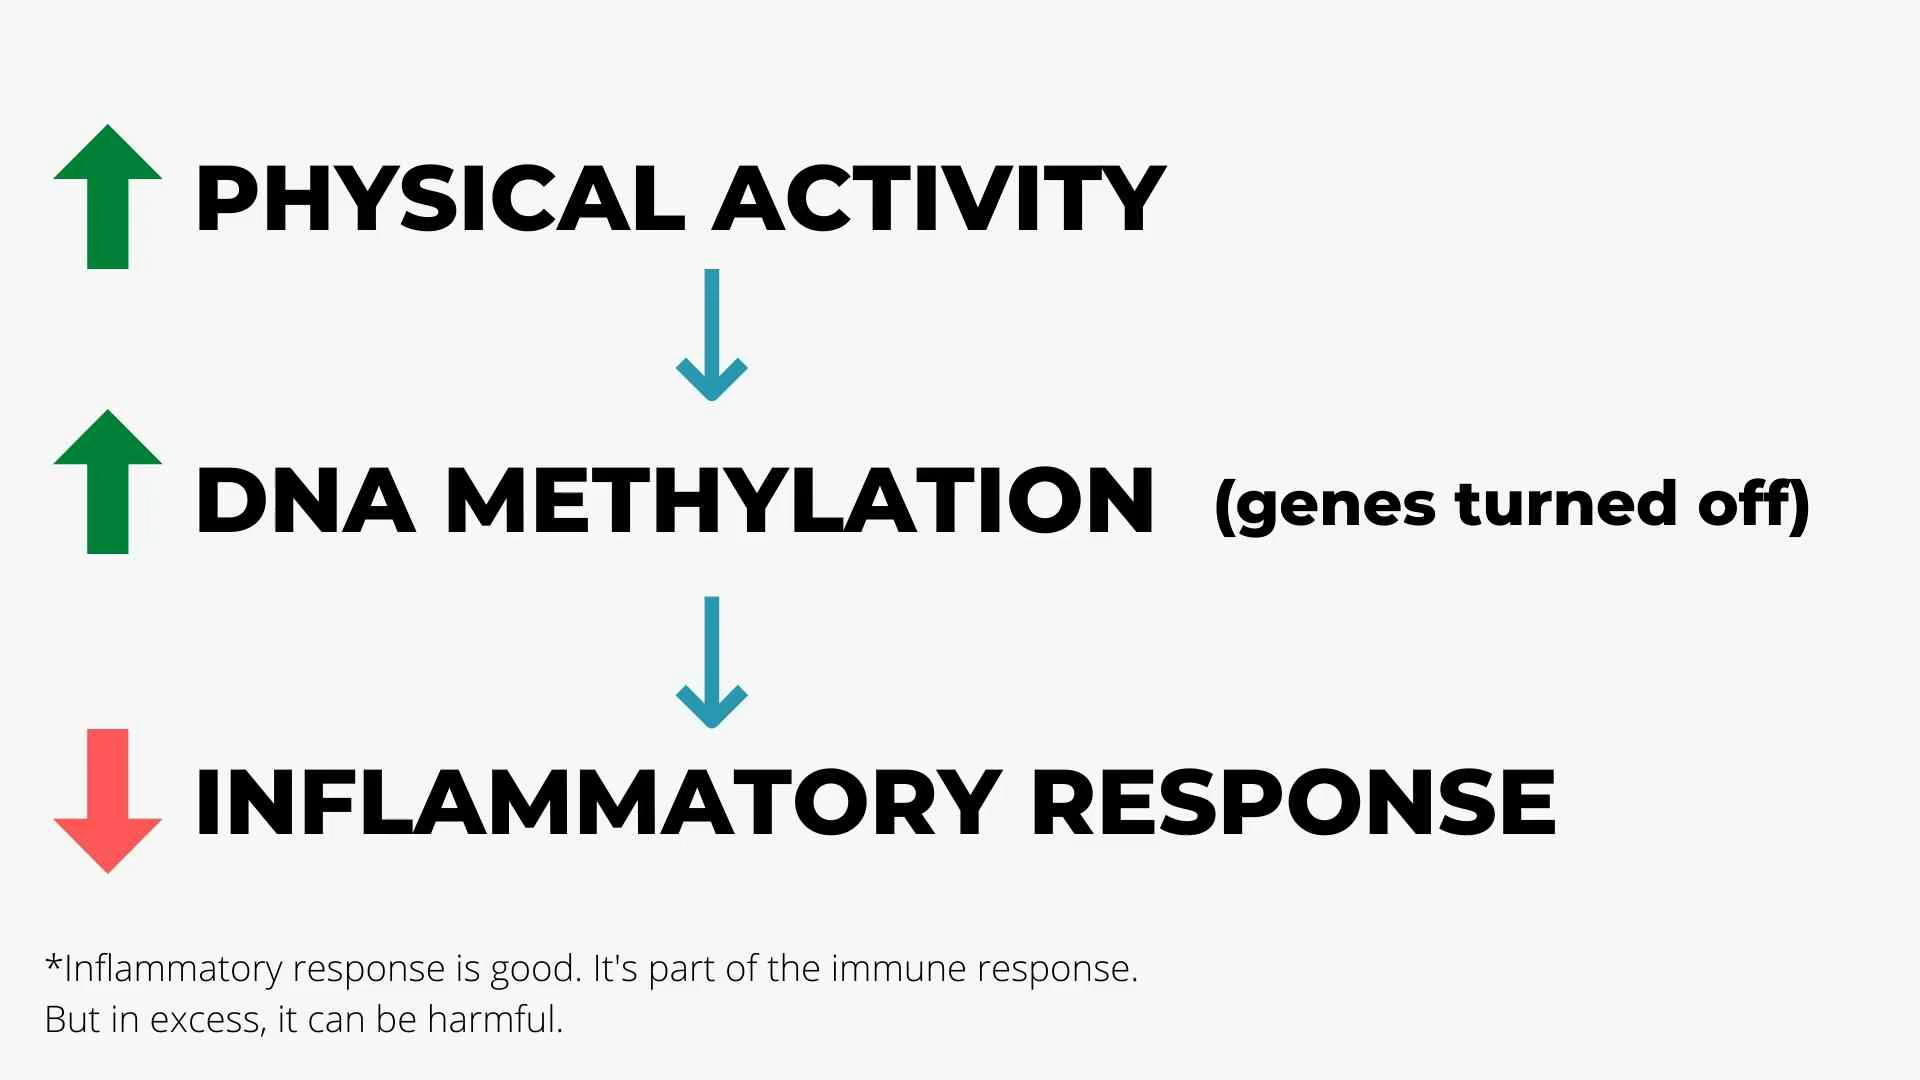 PHYSICAL ACTIVITY
DNA METHYLATION (genes turned off)
INFLAMMATORY RESPONSE
*Inflammatory response is good. It's part of the immune response.
But in excess, it can be harmful.